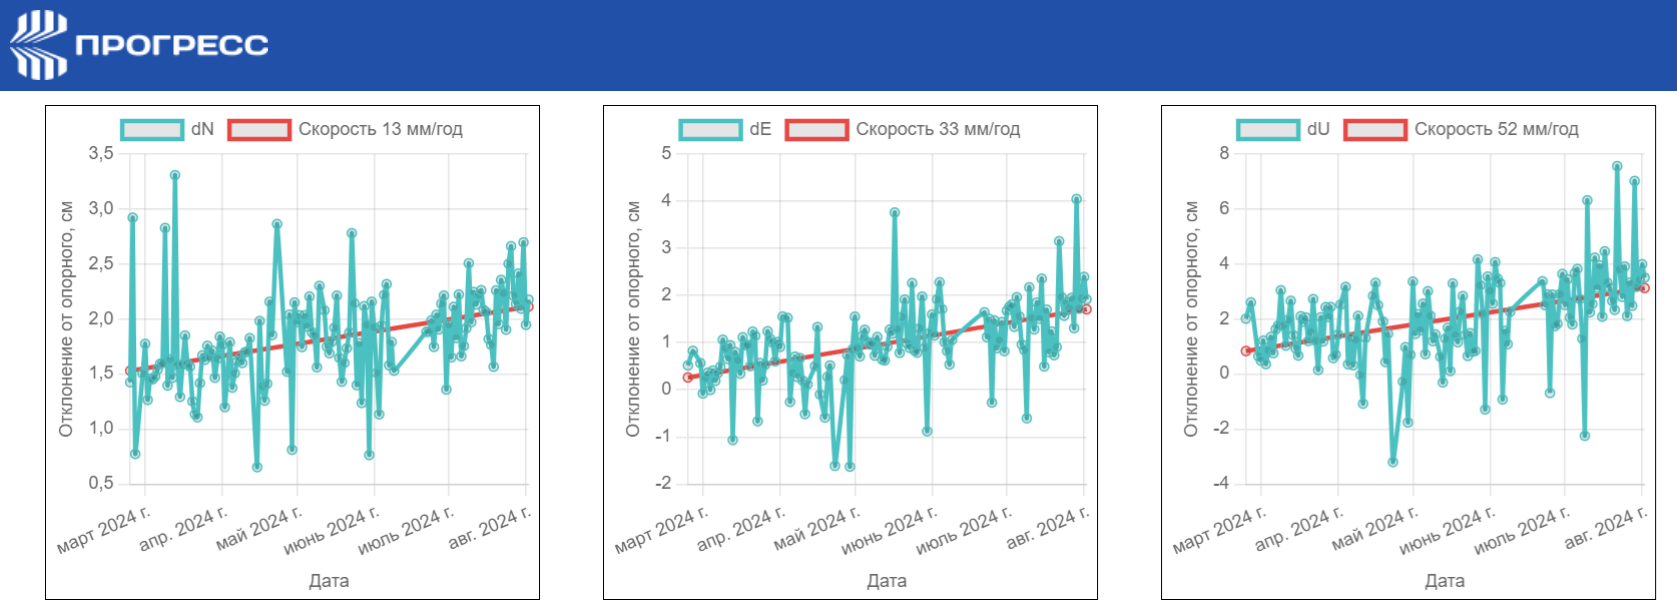 ПРОГРЕСС
dN Скорость 13 мм/год
3,5
3,0
2,5
2,0
1,5
1,0
0,5
Отклонение от опорного, см
март 2024 г.
апр. 2024 г.
май 2024 г.
июнь 2024 г.
июль 2024 г.
авг. 2024 г.
Дата
dE Скорость 33 мм/год
5
4
3
2
1
0
-1
-2
Отклонение от опорного, см
март 2024 г.
апр. 2024 г.
май 2024 г.
июнь 2024 г.
июль 2024 г.
авг. 2024 г.
Дата
dU Скорость 52 мм/год
8
6
4
2
0
-2
-4
Отклонение от опорного, см
март 2024 г.
апр. 2024 г.
май 2024 г.
июнь 2024 г.
июль 2024 г.
авг. 2024 г.
Дата